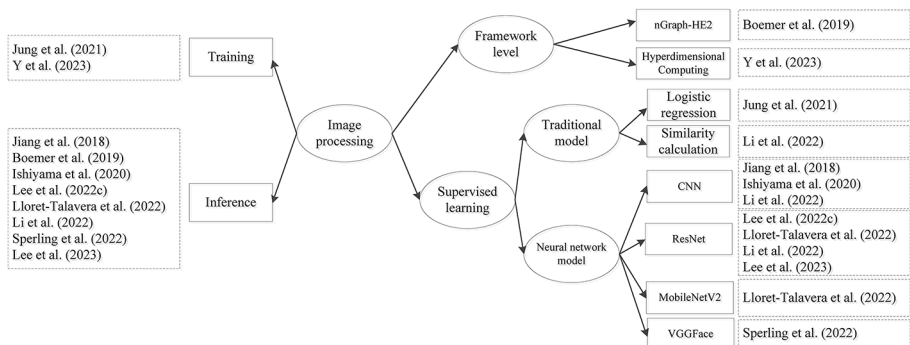 Jung et al. (2021)
Y et al. (2023)
Training
Jiang et al. (2018)
Boemer et al. (2019)
Ishiyama et al. (2020)
Lee et al. (2022c)
Lloret-Talavera et al. (2022)
Li et al. (2022)
Sperling et al. (2022)
Lee et al. (2023)
Inference
Image
processing
Framework
level
nGraph-HE2
Boemer et al. (2019)
Hyperdimensional
Computing
Y et al. (2023)
Supervised
learning
Traditional
model
Logistic
regression
Jung et al. (2021)
Similarity
calculation
Li et al. (2022)
Neural network
model
CNN
Jiang et al. (2018)
Ishiyama et al. (2020)
Li et al. (2022)
ResNet
Lee et al. (2022c)
Lloret-Talavera et al. (2022)
Li et al. (2022)
Lee et al. (2023)
MobileNetV2
Lloret-Talavera et al. (2022)
VGGFace
Sperling et al. (2022)